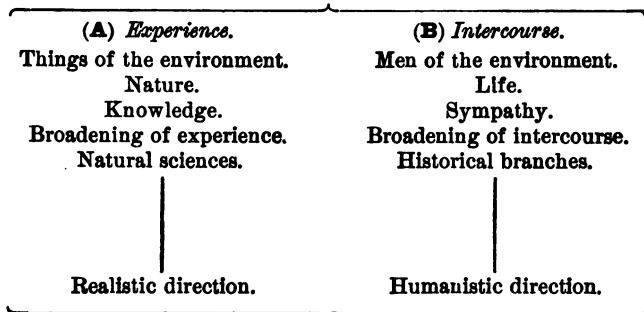 (A) Experience.
Things of the environment.
Nature.
Knowledge.
Broadening of experience.
Natural sciences.
Realistic direction.
(B) Intercourse.
Men of the environment.
Life.
Sympathy.
Broadening of intercourse.
Historical branches.
Humanistic direction.